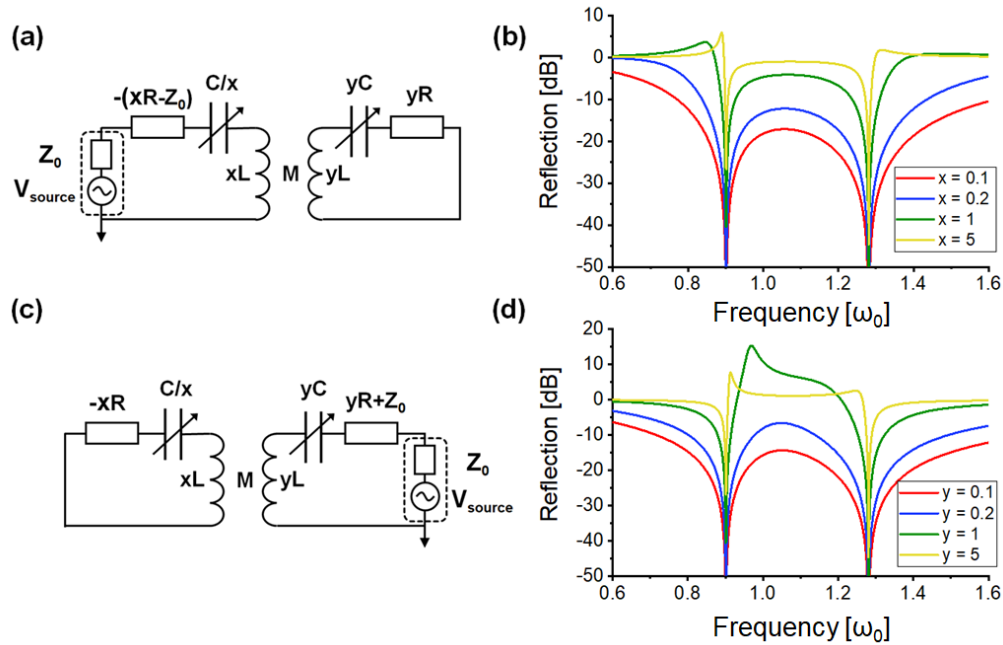 (a)
-(xR-Z₀)
C/x
yC
yR
Z₀
V_source
xL
M
yL
(b)
Reflection [dB]
10
0
-10
-20
-30
-40
-50
x = 0.1
x = 0.2
x = 1
x = 5
0.6
0.8
1.0
1.2
1.4
1.6
Frequency [ω₀]
(c)
-xR
C/x
yC
yR+Z₀
Z₀
V_source
xL
M
yL
(d)
Reflection [dB]
20
10
0
-10
-20
-30
-40
-50
y = 0.1
y = 0.2
y = 1
y = 5
0.6
0.8
1.0
1.2
1.4
1.6
Frequency [ω₀]